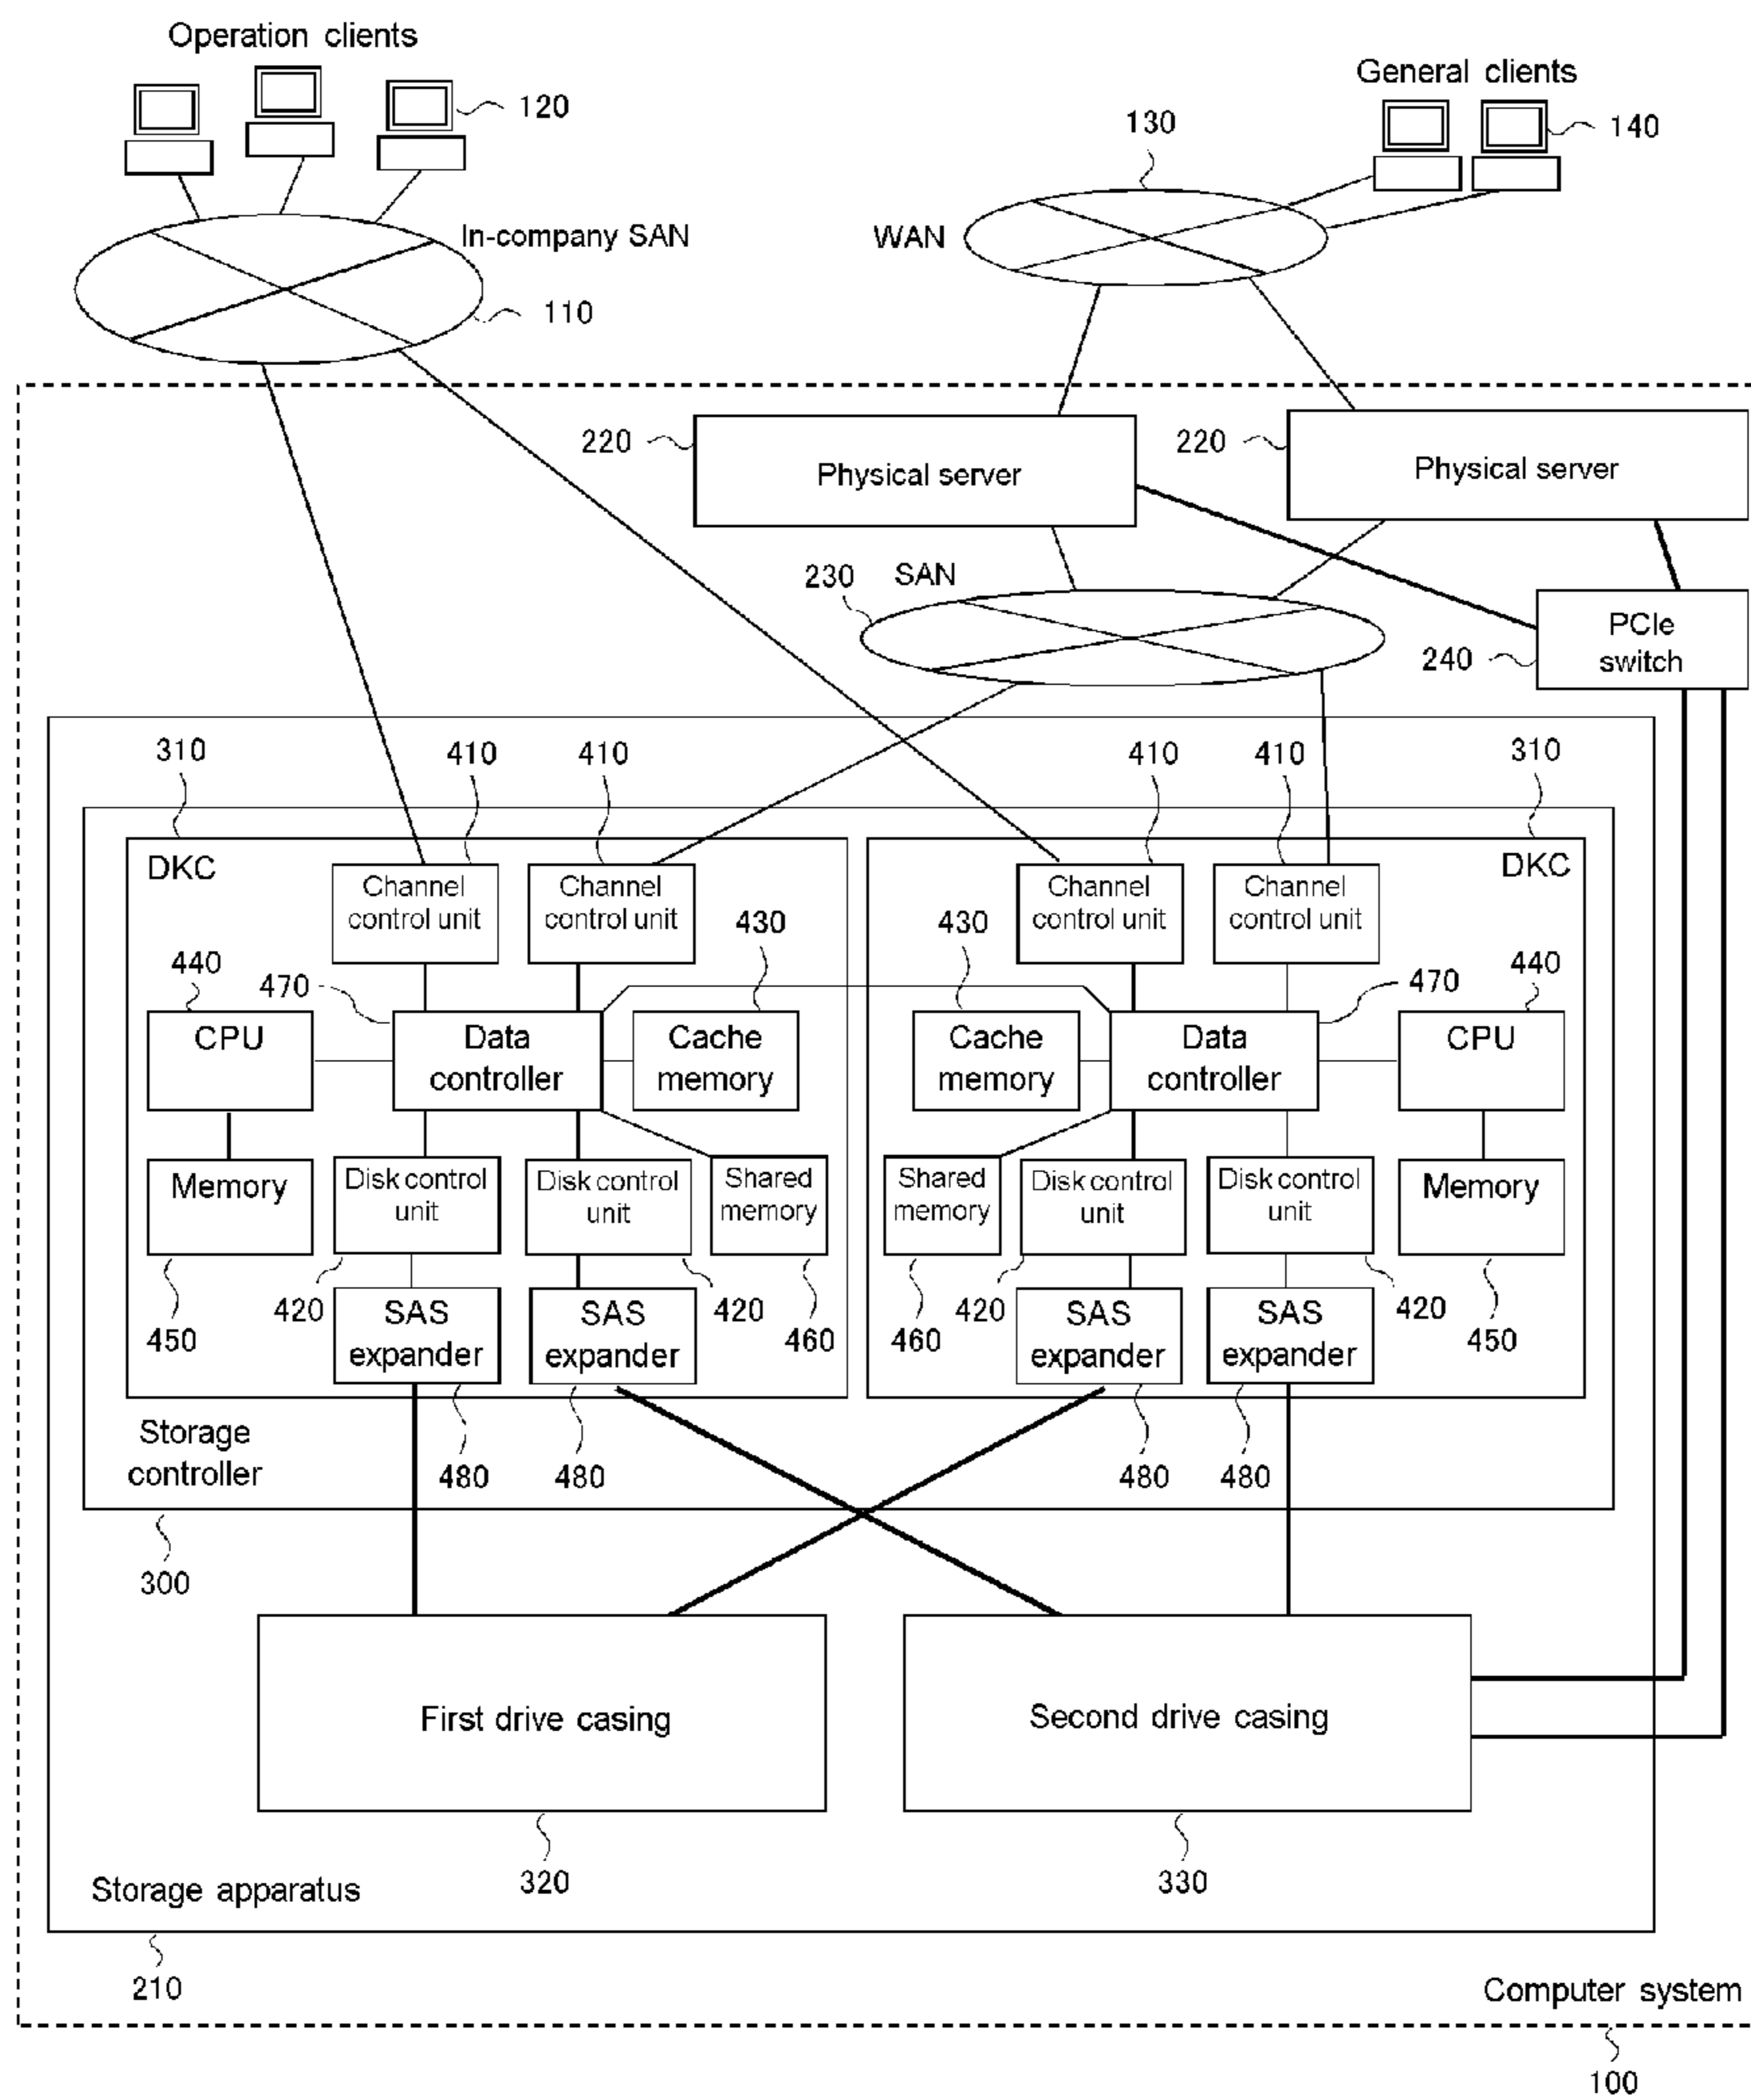 Operation clients
General clients
120
130
140
In-company SAN
WAN
110
220
220
Physical server
Physical server
230
SAN
PCIe
switch
240
310
410
410
410
410
310
DKC
DKC
Channel
control unit
Channel
control unit
Channel
control unit
Channel
control unit
430
430
440
470
470
440
CPU
Data
controller
Cache
memory
Cache
memory
Data
controller
CPU
Memory
Disk control
unit
Disk control
unit
Shared
memory
Shared
memory
Disk control
unit
Disk control
unit
Memory
450
420
SAS
expander
SAS
expander
420
460
460
420
SAS
expander
SAS
expander
420
450
Storage
controller
480
480
480
480
300
First drive casing
Second drive casing
320
330
Storage apparatus
210
Computer system
100